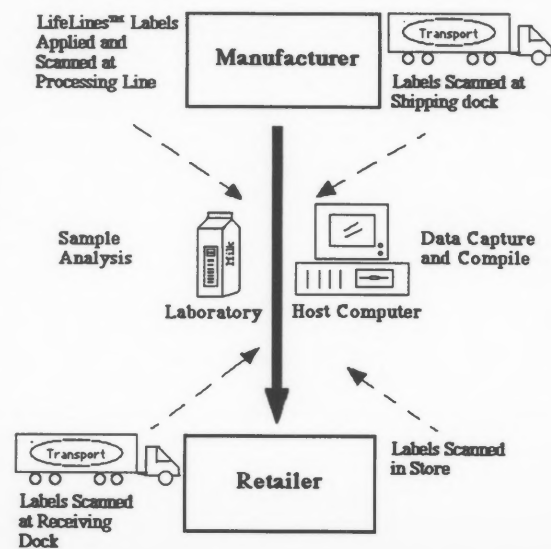 LifeLines™ Labels
Applied and
Scanned at
Processing Line
Manufacturer
Transport
Labels Scanned at
Shipping dock
Sample
Analysis
Milk
Laboratory
Host Computer
Data Capture
and Compile
Transport
Labels Scanned
at Receiving
Dock
Retailer
Labels Scanned
in Store